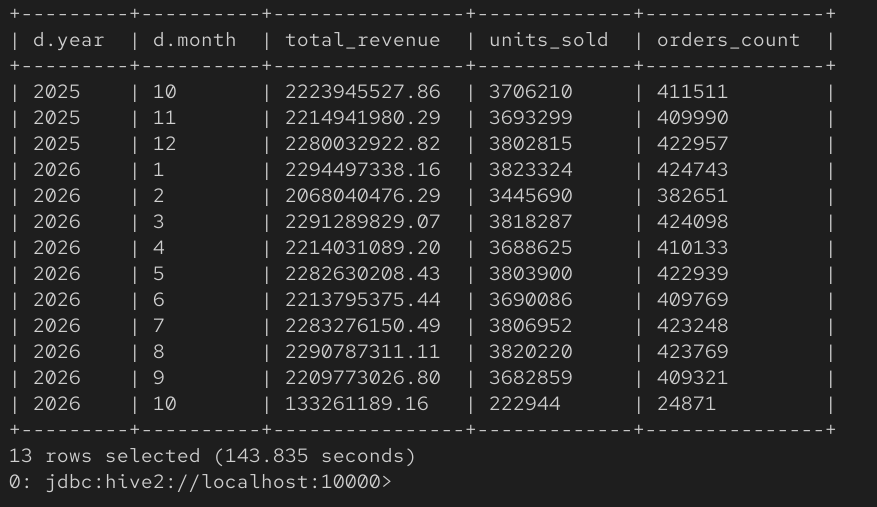 +---------+----------+----------------+-------------+---------------+
| d.year  | d.month  | total_revenue  | units_sold  | orders_count  |
+---------+----------+----------------+-------------+---------------+
| 2025    | 10       | 2223945527.86  | 3706210     | 411511        |
| 2025    | 11       | 2214941980.29  | 3693299     | 409990        |
| 2025    | 12       | 2280032922.82  | 3802815     | 422957        |
| 2026    | 1        | 2294497338.16  | 3823324     | 424743        |
| 2026    | 2        | 2068040476.29  | 3445690     | 382651        |
| 2026    | 3        | 2291289829.07  | 3818287     | 424098        |
| 2026    | 4        | 2214031089.20  | 3688625     | 410133        |
| 2026    | 5        | 2282630208.43  | 3803900     | 422939        |
| 2026    | 6        | 2213795375.44  | 3690086     | 409769        |
| 2026    | 7        | 2283276150.49  | 3806952     | 423248        |
| 2026    | 8        | 2290787311.11  | 3820220     | 423769        |
| 2026    | 9        | 2209773026.80  | 3682859     | 409321        |
| 2026    | 10       | 133261189.16   | 222944      | 24871         |
+---------+----------+----------------+-------------+---------------+
13 rows selected (143.835 seconds)
0: jdbc:hive2://localhost:10000>